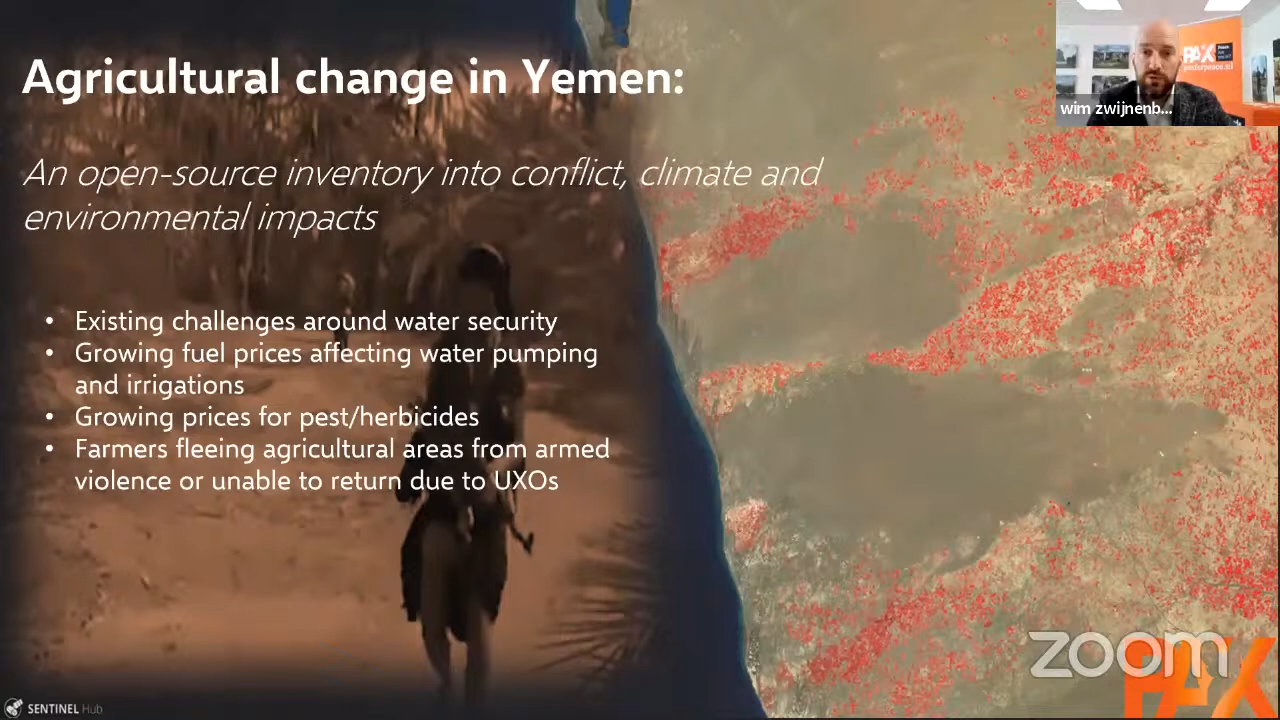 Agricultural change in Yemen:
An open-source inventory into conflict, climate and
environmental impacts
• Existing challenges around water security
• Growing fuel prices affecting water pumping
and irrigations
• Growing prices for pest/herbicides
• Farmers fleeing agricultural areas from armed
violence or unable to return due to UXOs
PAX
wim zwijnenb...
zoom
PAX
SENTINEL Hub